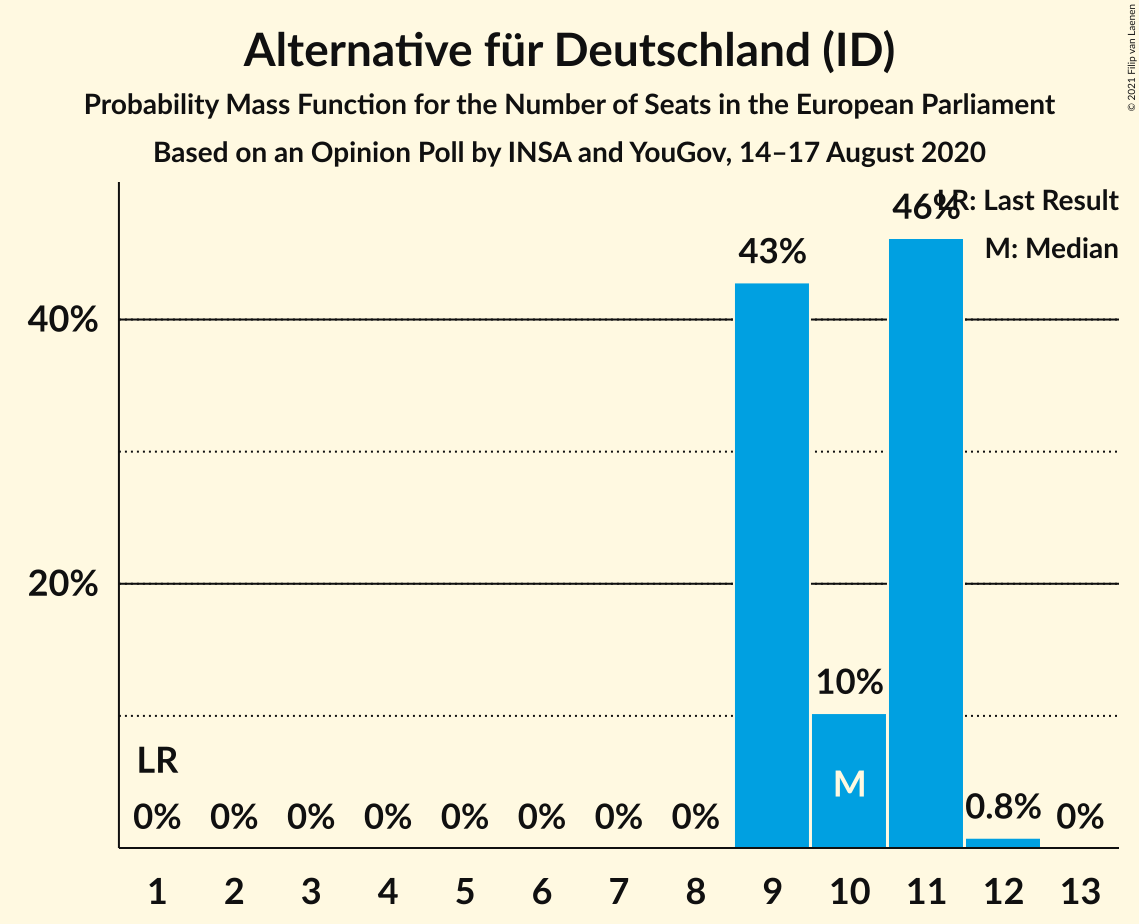 Alternative für Deutschland (ID)
Probability Mass Function for the Number of Seats in the European Parliament
Based on an Opinion Poll by INSA and YouGov, 14–17 August 2020
© 2021 Filip van Laenen
LR: Last Result
M: Median
46%
43%
40%
20%
10%
M
LR
0% 0% 0% 0% 0% 0% 0% 0% 0.8% 0%
1 2 3 4 5 6 7 8 9 10 11 12 13